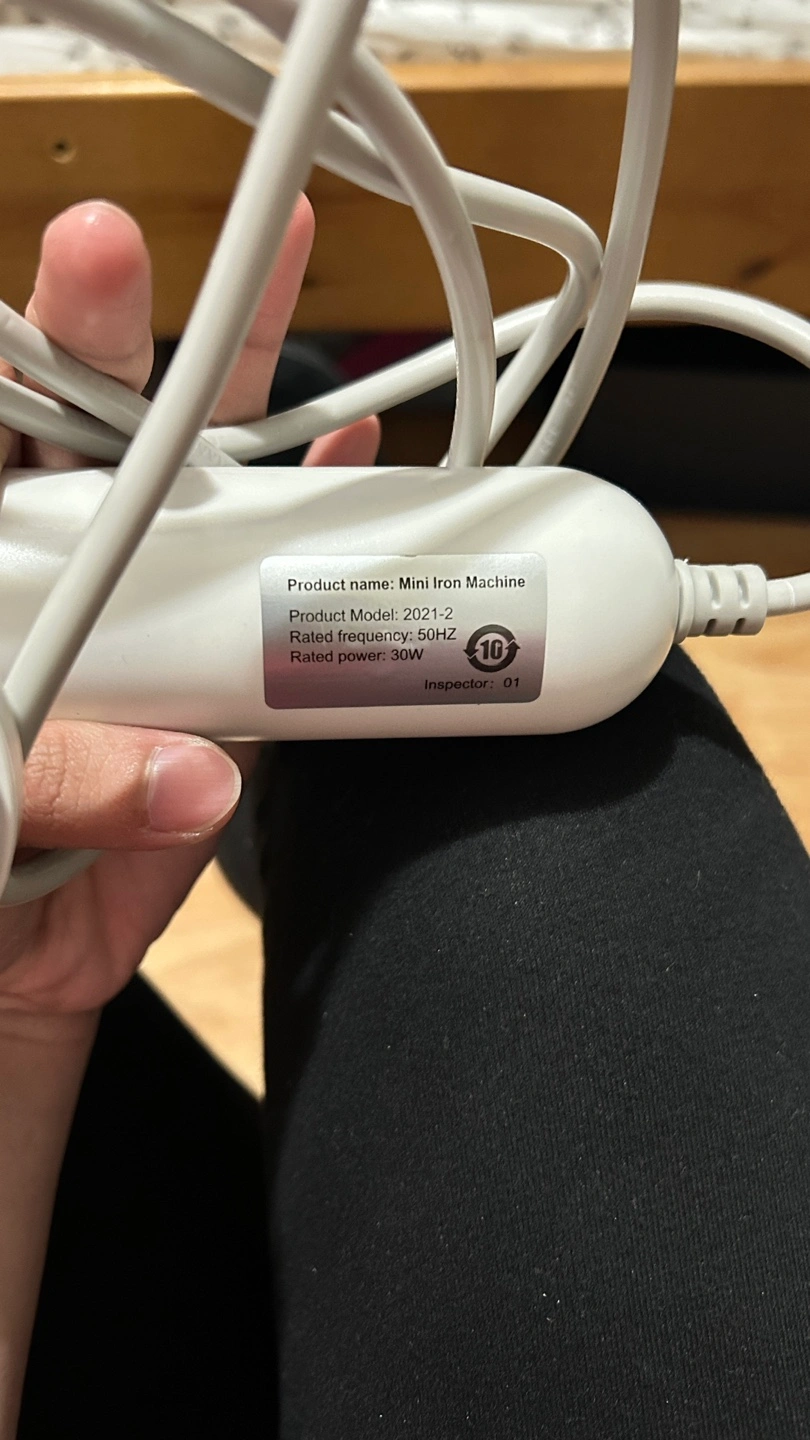 Product name: Mini Iron Machine
Product Model: 2021-2
Rated frequency: 50HZ
Rated power: 30W
10
Inspector: 01